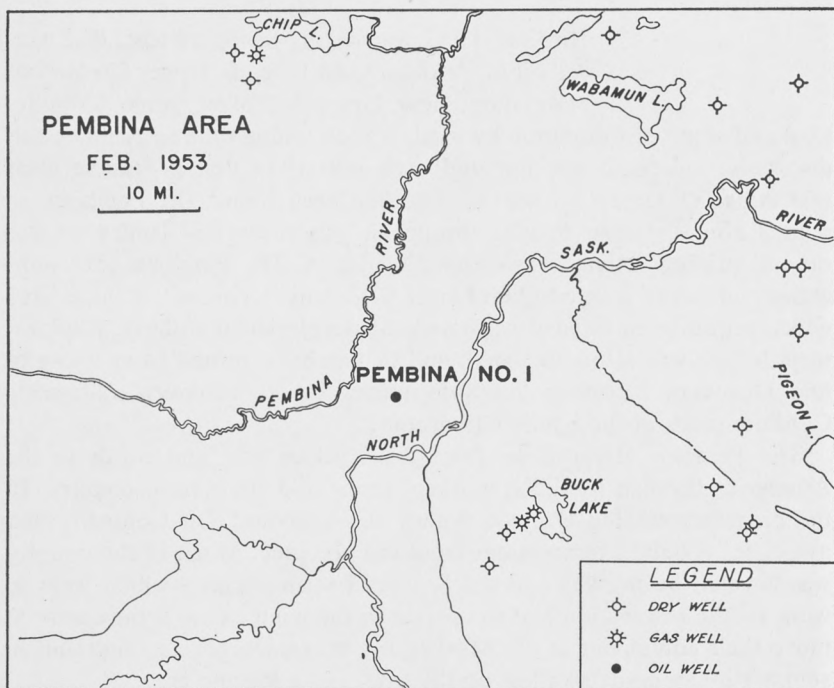 CHIP L.
WABAMUN L.
PEMBINA AREA
FEB. 1953
10 MI.
RIVER
SASK.
RIVER
PEMBINA
PEMBINA NO. 1
PIGEON L.
NORTH
BUCK LAKE
LEGEND
DRY WELL
GAS WELL
OIL WELL